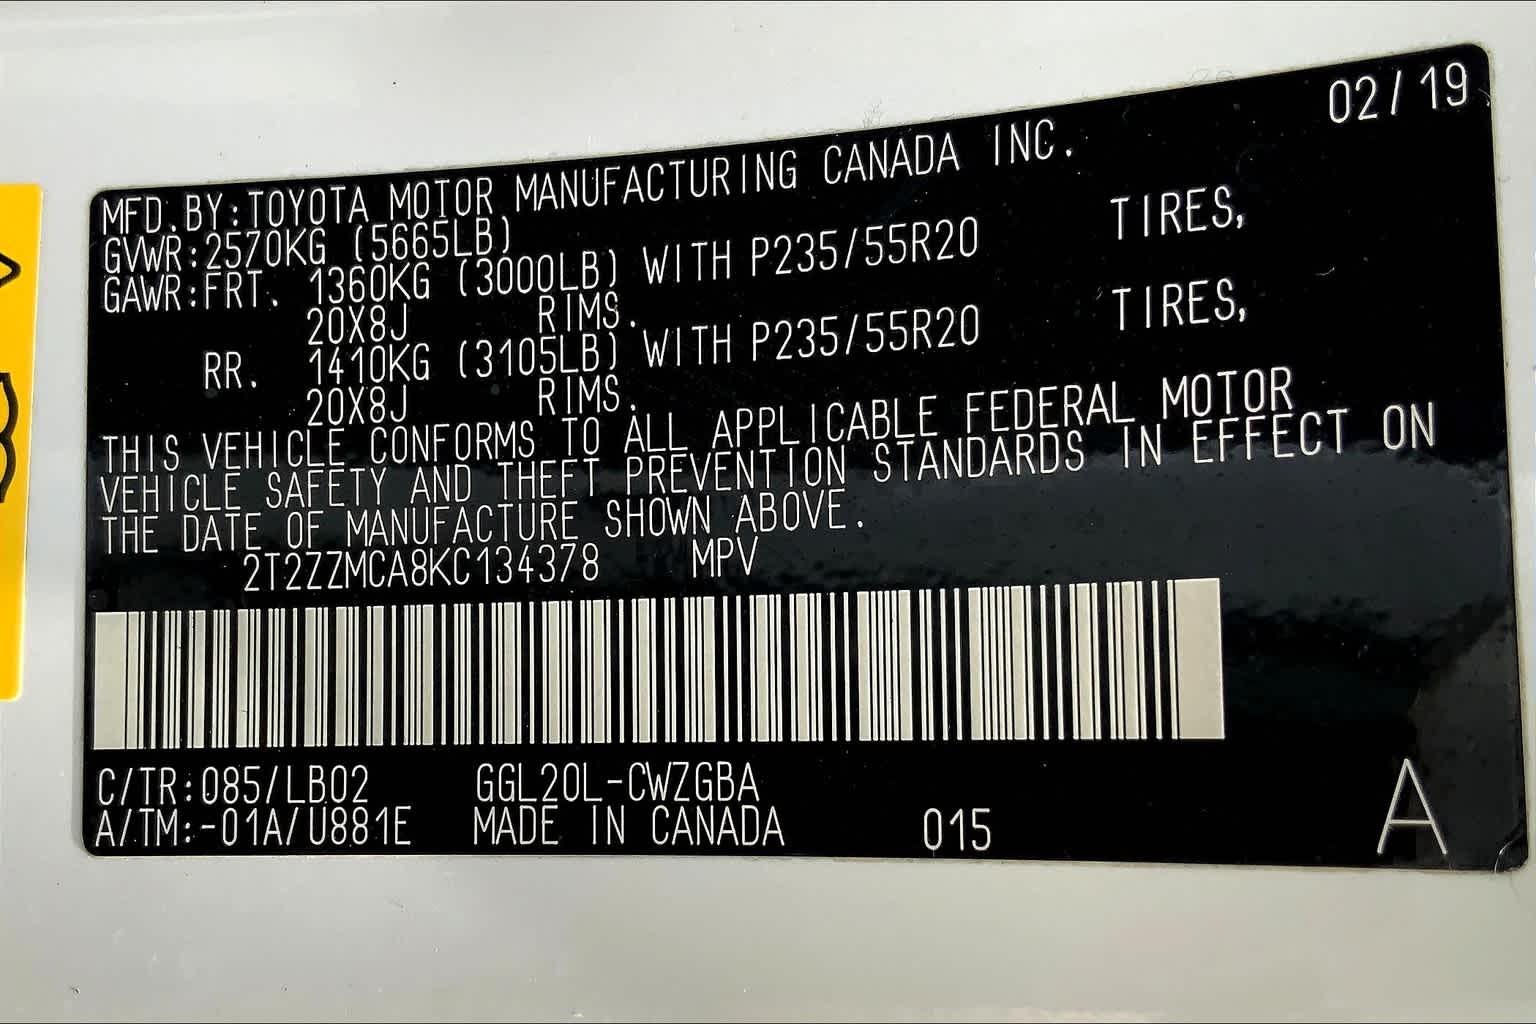 02/19
MFD.BY:TOYOTA MOTOR MANUFACTURING CANADA INC.
GVWR:2570KG (5665LB)
GAWR:FRT. 1360KG (3000LB) WITH P235/55R20 TIRES,
20X8J RIMS.
RR. 1410KG (3105LB) WITH P235/55R20 TIRES,
20X8J RIMS.
THIS VEHICLE CONFORMS TO ALL APPLICABLE FEDERAL MOTOR
VEHICLE SAFETY AND THEFT PREVENTION STANDARDS IN EFFECT ON
THE DATE OF MANUFACTURE SHOWN ABOVE.
2T2ZZMCA8KC134378 MPV
C/TR:085/LB02 GGL20L-CWZGBA
A/TM:-01A/U881E MADE IN CANADA 015
A